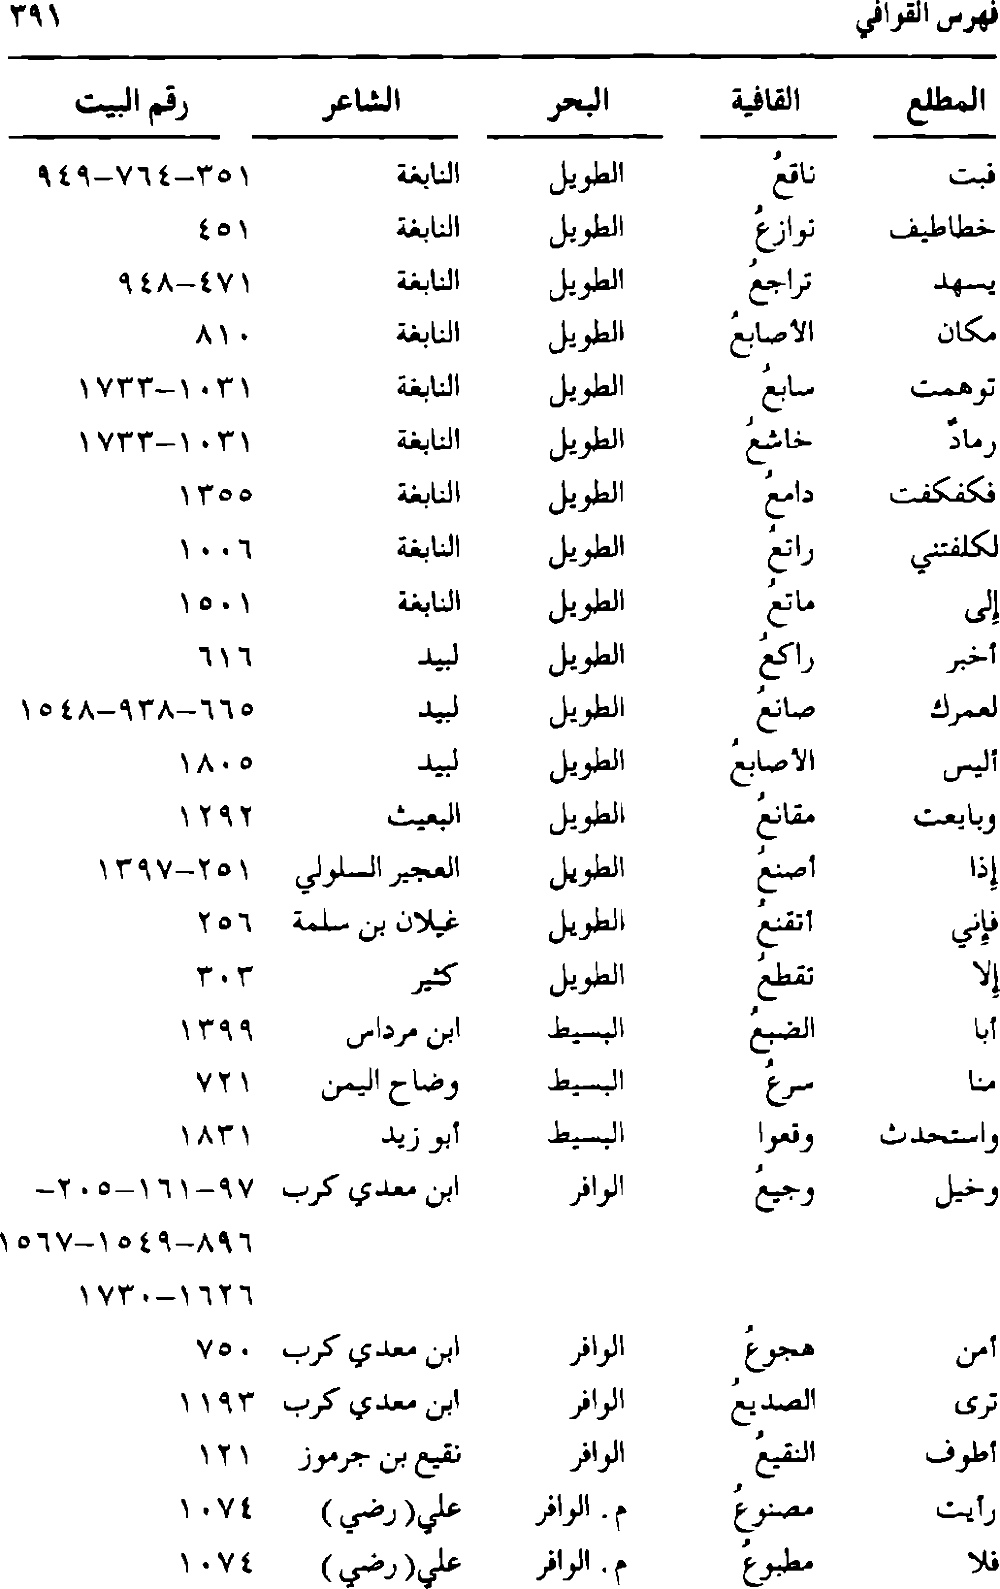 فهرس القوافي ٣٩١
المطلع القافية البحر الشاعر رقم البيت
فبت ناقعُ الطويل النابغة ٣٥١–٧٦٤–٩٤٩
خطاطيف نوازعُ الطويل النابغة ٤٥١
يسهد تراجعُ الطويل النابغة ٤٧١–٩٤٨
مكان الأصابعُ الطويل النابغة ٨١٠
توهمت سابعُ الطويل النابغة ١٠٣١–١٧٣٣
رمادٌ خاشعُ الطويل النابغة ١٠٣١–١٧٣٣
فكفكفت دامعُ الطويل النابغة ١٣٥٥
لكلفتني راتعُ الطويل النابغة ١٠٠٦
إلى ماتعُ الطويل النابغة ١٥٠١
أخبر راكعُ الطويل لبيد ٦١٦
لعمرك صانعُ الطويل لبيد ٦٦٥–٩٣٨–١٥٤٨
أليس الأصابعُ الطويل لبيد ١٨٠٥
وبايعت مقانعُ الطويل البعيث ١٢٩٢
إذا أصنعُ الطويل العجير السلولي ٢٥١–١٣٩٧
فإني أتقنعُ الطويل غيلان بن سلمة ٢٥٦
إلا تقطعُ الطويل كثير ٣٠٣
أبا الضبعُ البسيط ابن مرداس ١٣٩٩
منا سرعُ البسيط وضاح اليمن ٧٢١
واستحدث وقعوا البسيط أبو زيد ١٨٣١
وخيل وجيعُ الوافر ابن معدي كرب ٩٧–١٦١–٢٠٥–
٨٩٦–١٥٤٩–١٥٦٧
١٦٢٦–١٧٣٠
أمن هجوعُ الوافر ابن معدي كرب ٧٥٠
ترى الصديعُ الوافر ابن معدي كرب ١١٩٣
أطوف النقيعُ الوافر نقيع بن جرموز ١٢١
رأيت مصنوعُ م. الوافر علي(رضي) ١٠٧٤
فلا مطبوعُ م. الوافر علي(رضي) ١٠٧٤